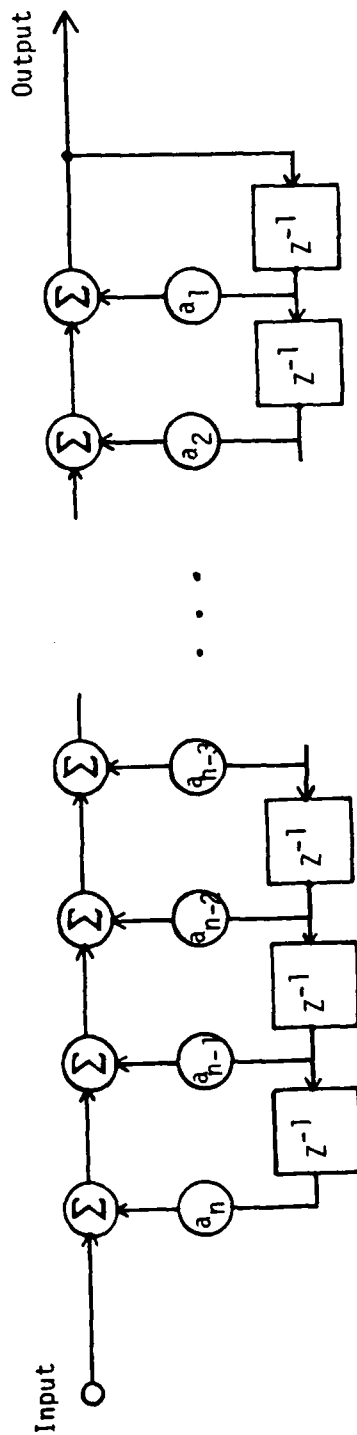 Input
Output
Σ Σ Σ Σ Σ Σ
aₙ aₙ₋₁ aₙ₋₂ aₙ₋₃ . . . a₂ a₁
z⁻¹ z⁻¹ z⁻¹ z⁻¹ z⁻¹